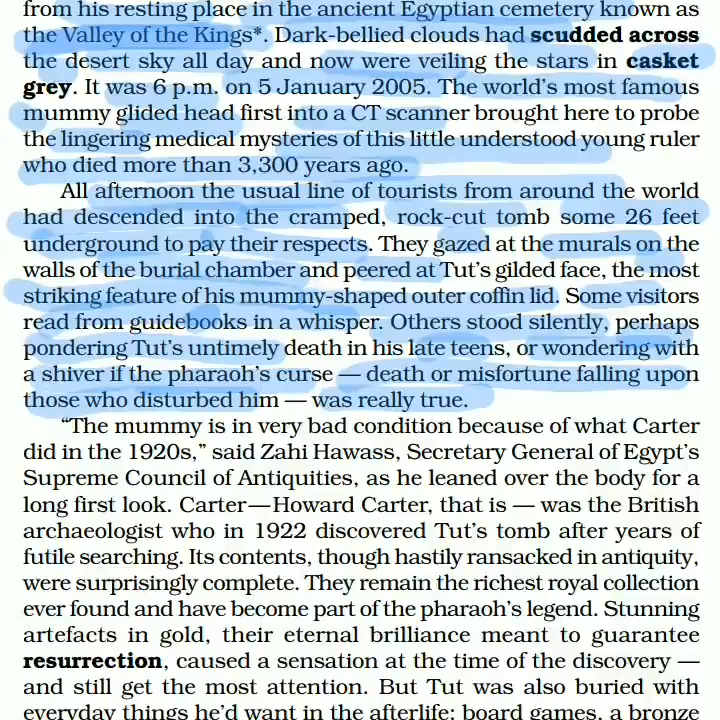 from his resting place in the ancient Egyptian cemetery known as
the Valley of the Kings*. Dark-bellied clouds had scudded across
the desert sky all day and now were veiling the stars in casket
grey. It was 6 p.m. on 5 January 2005. The world's most famous
mummy glided head first into a CT scanner brought here to probe
the lingering medical mysteries of this little understood young ruler
who died more than 3,300 years ago.
All afternoon the usual line of tourists from around the world
had descended into the cramped, rock-cut tomb some 26 feet
underground to pay their respects. They gazed at the murals on the
walls of the burial chamber and peered at Tut's gilded face, the most
striking feature of his mummy-shaped outer coffin lid. Some visitors
read from guidebooks in a whisper. Others stood silently, perhaps
pondering Tut's untimely death in his late teens, or wondering with
a shiver if the pharaoh's curse — death or misfortune falling upon
those who disturbed him — was really true.
"The mummy is in very bad condition because of what Carter
did in the 1920s," said Zahi Hawass, Secretary General of Egypt's
Supreme Council of Antiquities, as he leaned over the body for a
long first look. Carter—Howard Carter, that is — was the British
archaeologist who in 1922 discovered Tut's tomb after years of
futile searching. Its contents, though hastily ransacked in antiquity,
were surprisingly complete. They remain the richest royal collection
ever found and have become part of the pharaoh's legend. Stunning
artefacts in gold, their eternal brilliance meant to guarantee
resurrection, caused a sensation at the time of the discovery —
and still get the most attention. But Tut was also buried with
everyday things he'd want in the afterlife: board games, a bronze